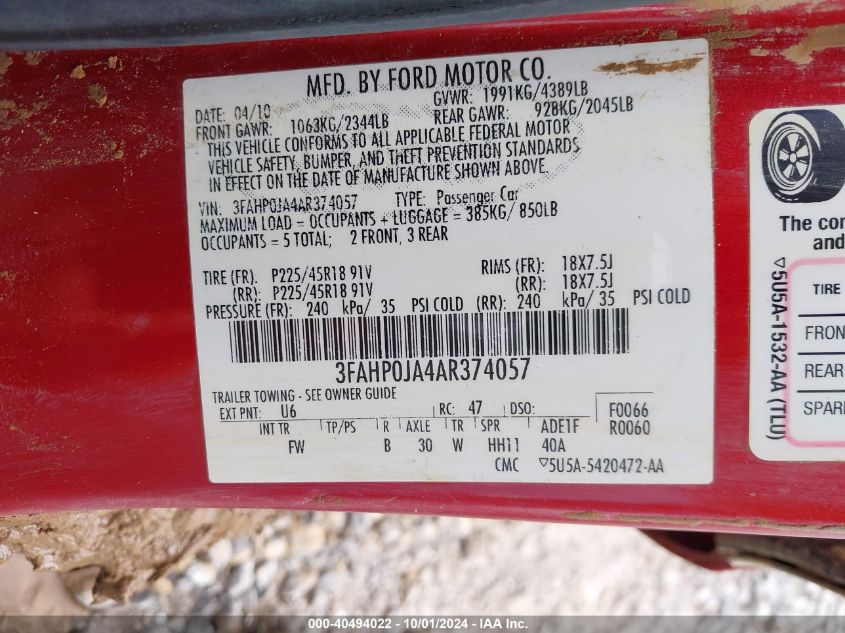 MFD. BY FORD MOTOR CO.
DATE: 04/10 GVWR: 1991KG/4389LB
FRONT GAWR: 1063KG/2344LB REAR GAWR: 928KG/2045LB
THIS VEHICLE CONFORMS TO ALL APPLICABLE FEDERAL MOTOR
VEHICLE SAFETY, BUMPER, AND THEFT PREVENTION STANDARDS
IN EFFECT ON THE DATE OF MANUFACTURE SHOWN ABOVE.
VIN: 3FAHP0JA4AR374057 TYPE: Passenger Car
MAXIMUM LOAD = OCCUPANTS + LUGGAGE = 385KG/ 850LB
OCCUPANTS = 5 TOTAL; 2 FRONT, 3 REAR
TIRE (FR): P225/45R18 91V RIMS (FR): 18X7.5J
(RR): P225/45R18 91V (RR): 18X7.5J
PRESSURE (FR): 240 kPa/ 35 PSI COLD (RR): 240 kPa/ 35 PSI COLD
3FAHP0JA4AR374057
TRAILER TOWING - SEE OWNER GUIDE
EXT PNT: U6 RC: 47 DSO: F0066
INT TR TP/PS R AXLE TR SPR ADE1F R0060
FW B 30 W HH11 40A
CMC ▽5U5A-5420472-AA
▽5U5A-1532-AA (TLU)
The
and
TIRE
FRON
REAR
SPAR
000-40494022 - 10/01/2024 - IAA Inc.